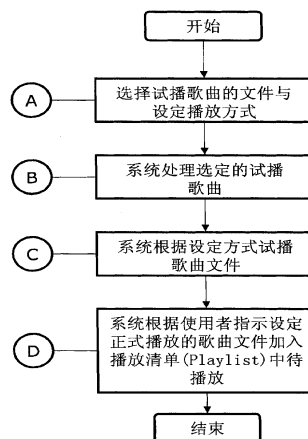 开始
A
选择试播歌曲的文件与
设定播放方式
B
系统处理选定的试播
歌曲
C
系统根据设定方式试播
歌曲文件
D
系统根据使用者指示设定
正式播放的歌曲文件加入
播放清单(Playlist)中待
播放
结束